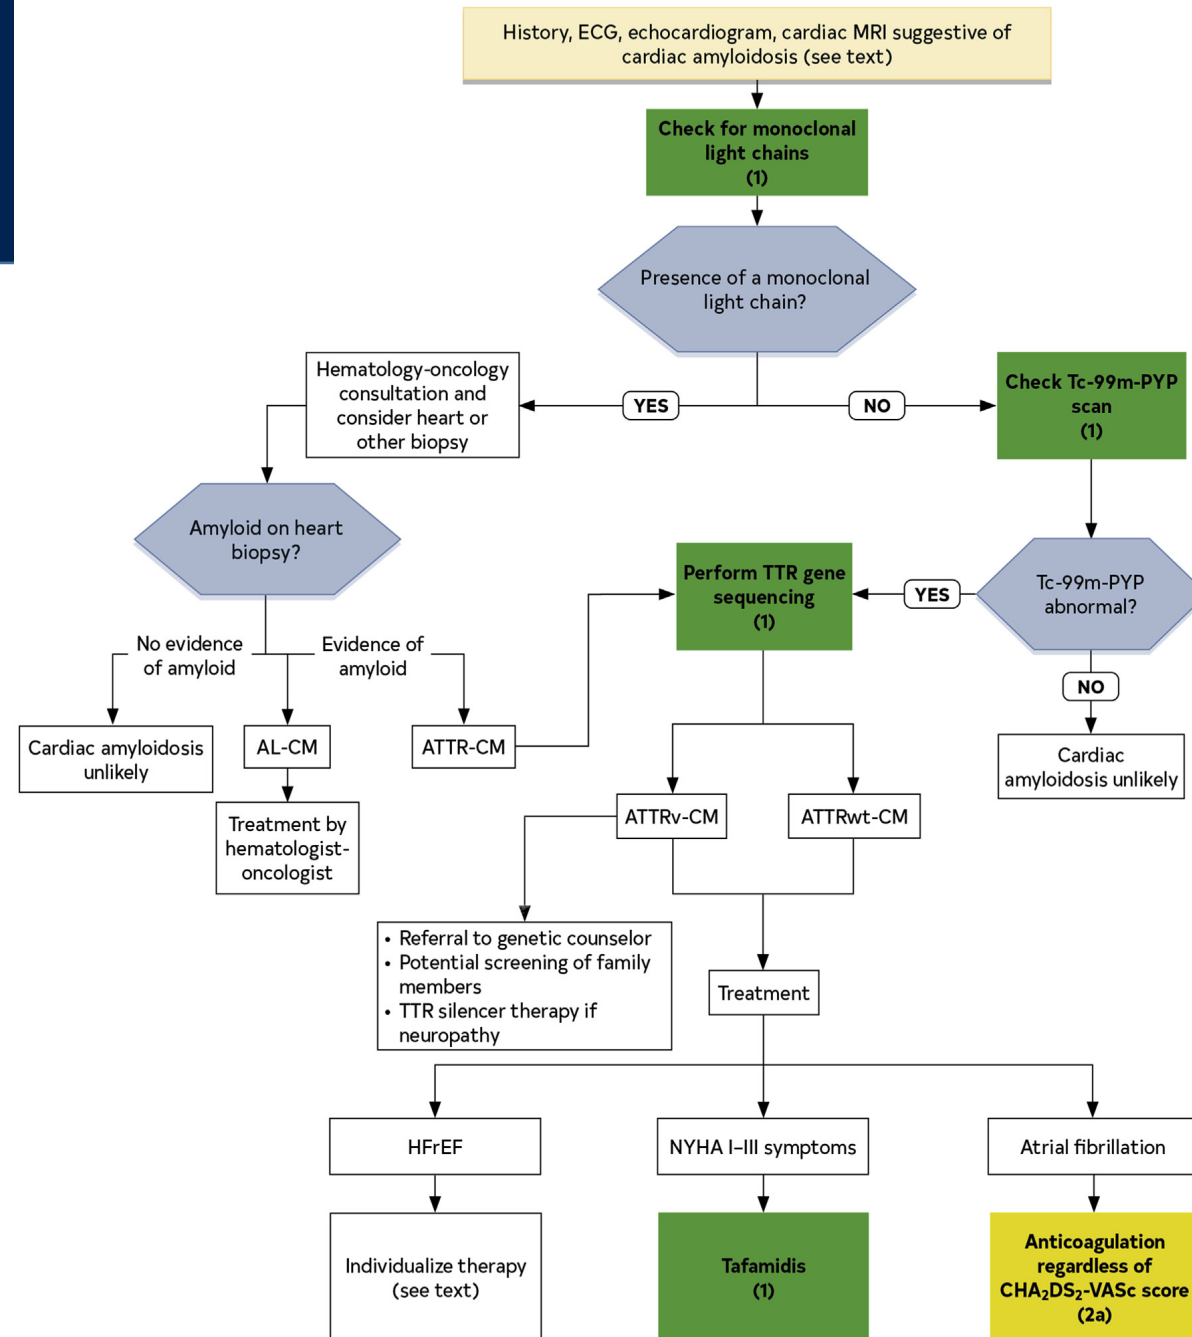 History, ECG, echocardiogram, cardiac MRI suggestive of
cardiac amyloidosis (see text)
Check for monoclonal
light chains
(1)
Presence of a monoclonal
light chain?
Hematology-oncology
consultation and
consider heart or
other biopsy
YES
NO
Check Tc-99m-PYP
scan
(1)
Amyloid on heart
biopsy?
Perform TTR gene
sequencing
(1)
YES
Tc-99m-PYP
abnormal?
No evidence
of amyloid
Evidence of
amyloid
NO
Cardiac amyloidosis
unlikely
AL-CM
ATTR-CM
Cardiac
amyloidosis unlikely
Treatment by
hematologist-
oncologist
ATTRv-CM
ATTRwt-CM
• Referral to genetic counselor
• Potential screening of family
members
• TTR silencer therapy if
neuropathy
Treatment
HFrEF
NYHA I–III symptoms
Atrial fibrillation
Individualize therapy
(see text)
Tafamidis
(1)
Anticoagulation
regardless of
CHA₂DS₂-VASc score
(2a)